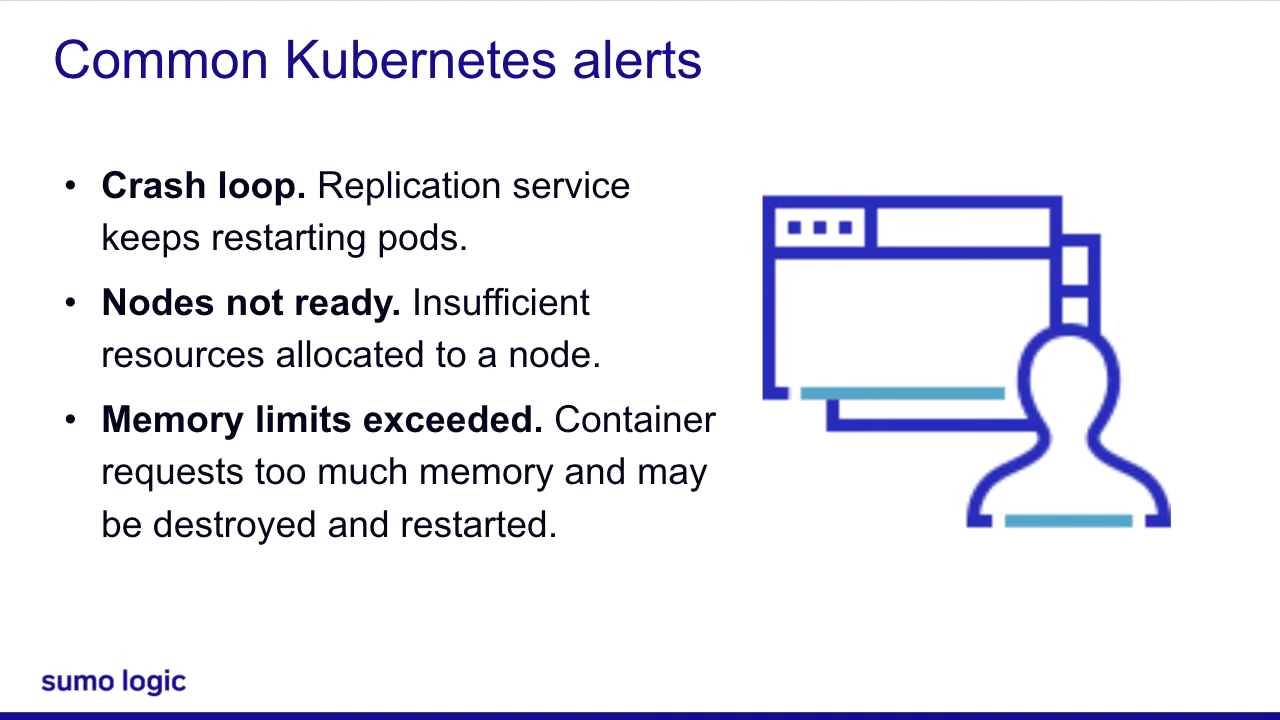 Common Kubernetes alerts
• Crash loop. Replication service
keeps restarting pods.
• Nodes not ready. Insufficient
resources allocated to a node.
• Memory limits exceeded. Container
requests too much memory and may
be destroyed and restarted.
sumo logic